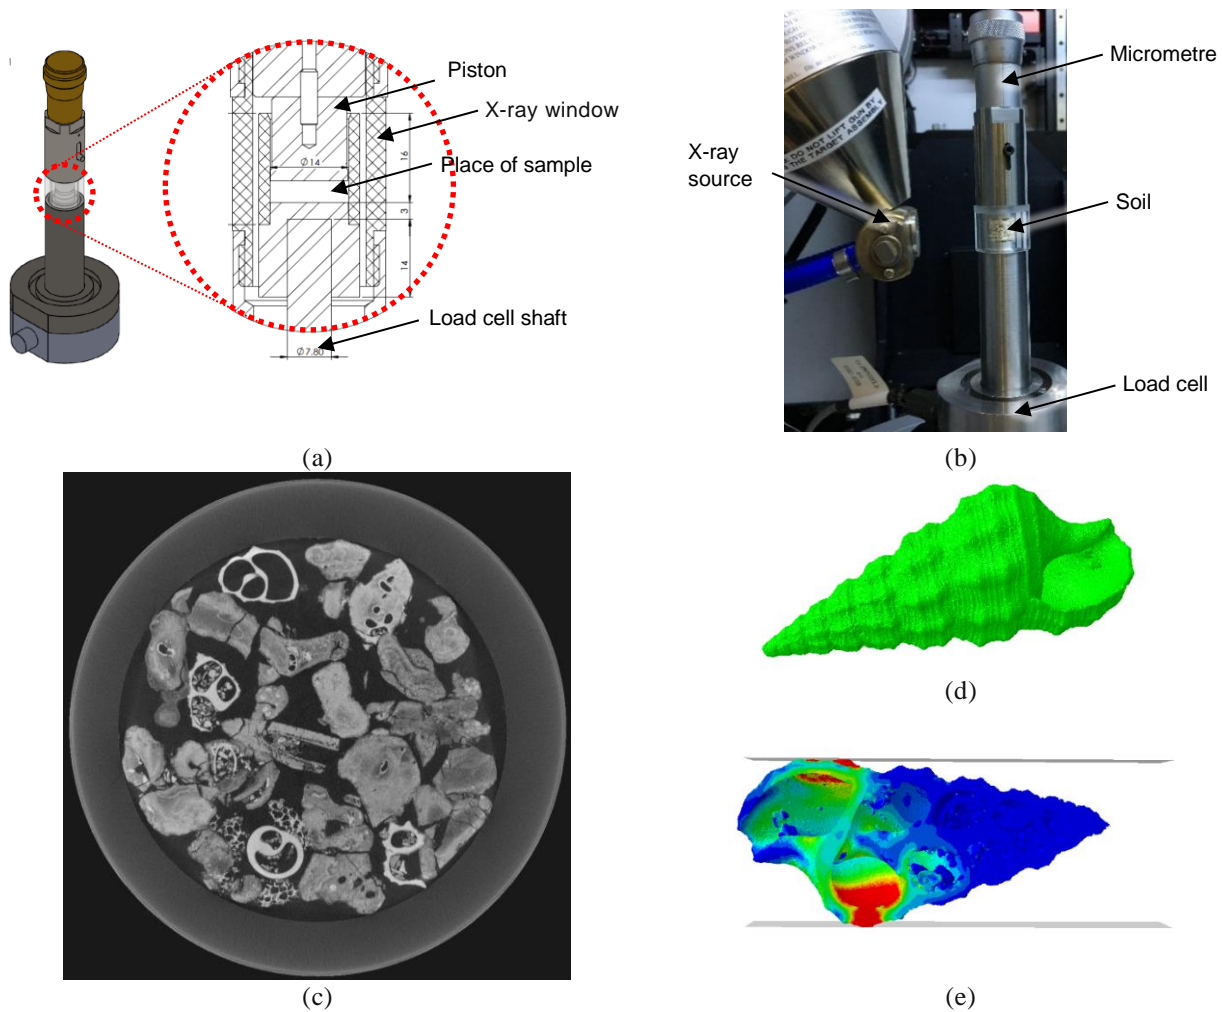 Piston
X-ray window
Place of sample
Ø14
16
3
14
Load cell shaft
Ø7.80
(a)
Micrometre
X-ray
source
Soil
Load cell
DO NOT LIFT GUN BY
THE TARGET ASSEMBLY
(b)
(c)
(d)
(e)